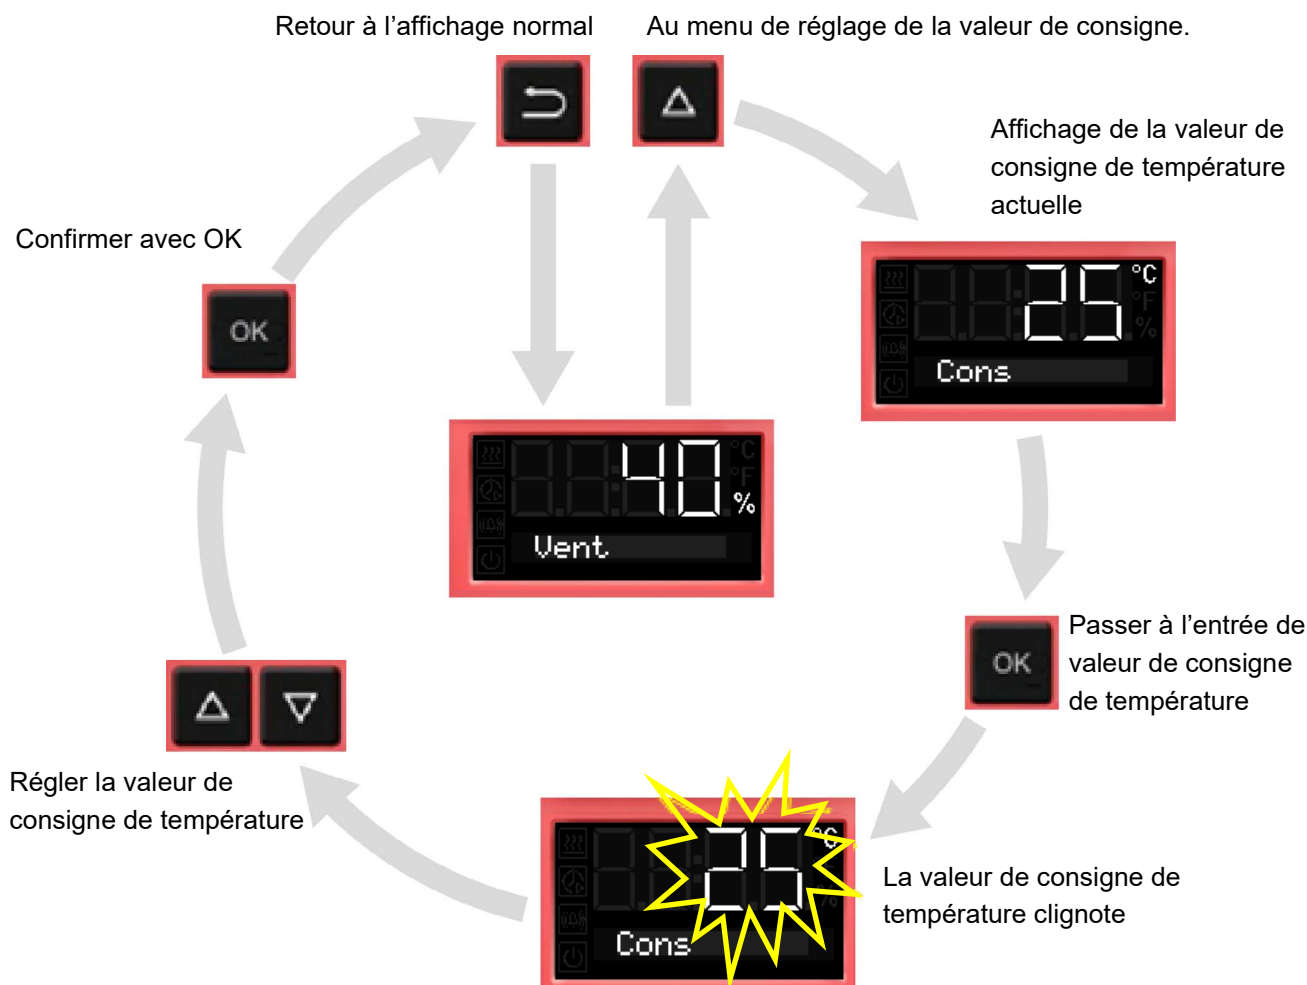 Retour à l’affichage normal
Au menu de réglage de la valeur de consigne.
Affichage de la valeur de
consigne de température
actuelle
25 °C
°F
%
Cons
Confirmer avec OK
OK
40 °C
°F
%
Vent
OK
Passer à l’entrée de
valeur de consigne
de température
Régler la valeur de
consigne de température
25 °C
%
Cons
La valeur de consigne de
température clignote